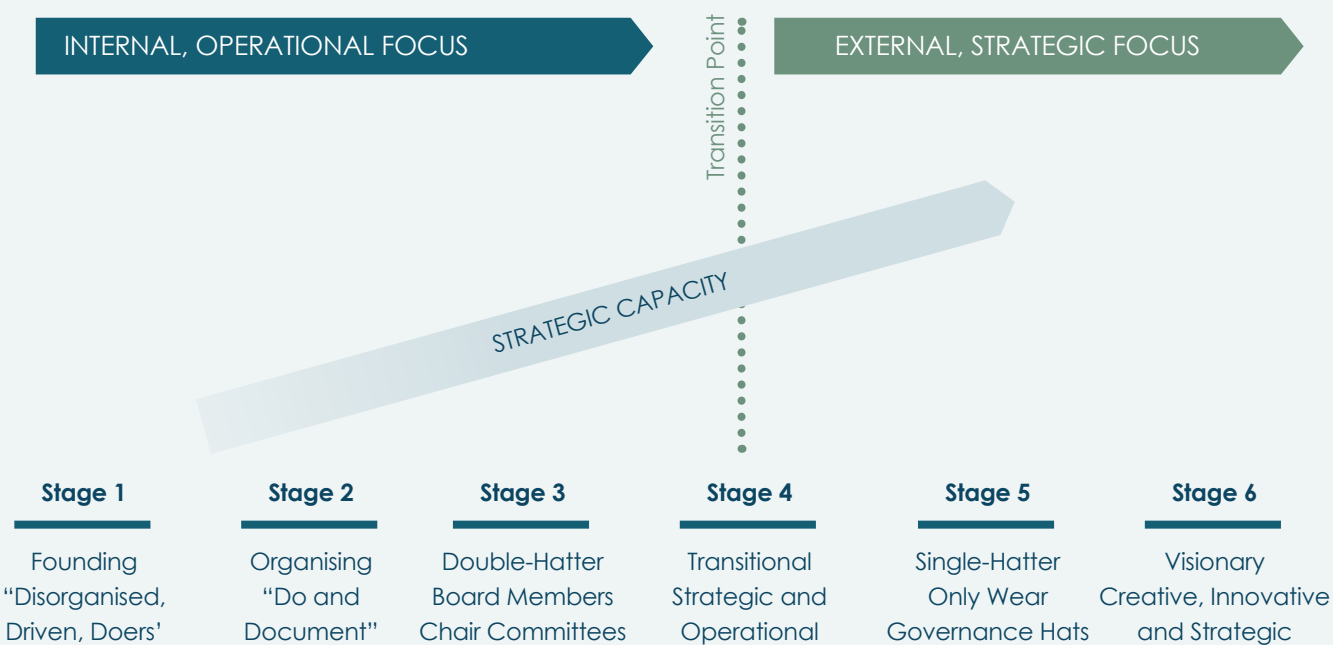 INTERNAL, OPERATIONAL FOCUS
Transition Point
EXTERNAL, STRATEGIC FOCUS
STRATEGIC CAPACITY
Stage 1
Founding
“Disorganised,
Driven, Doers’
Stage 2
Organising
“Do and
Document”
Stage 3
Double-Hatter
Board Members
Chair Committees
Stage 4
Transitional
Strategic and
Operational
Stage 5
Single-Hatter
Only Wear
Governance Hats
Stage 6
Visionary
Creative, Innovative
and Strategic